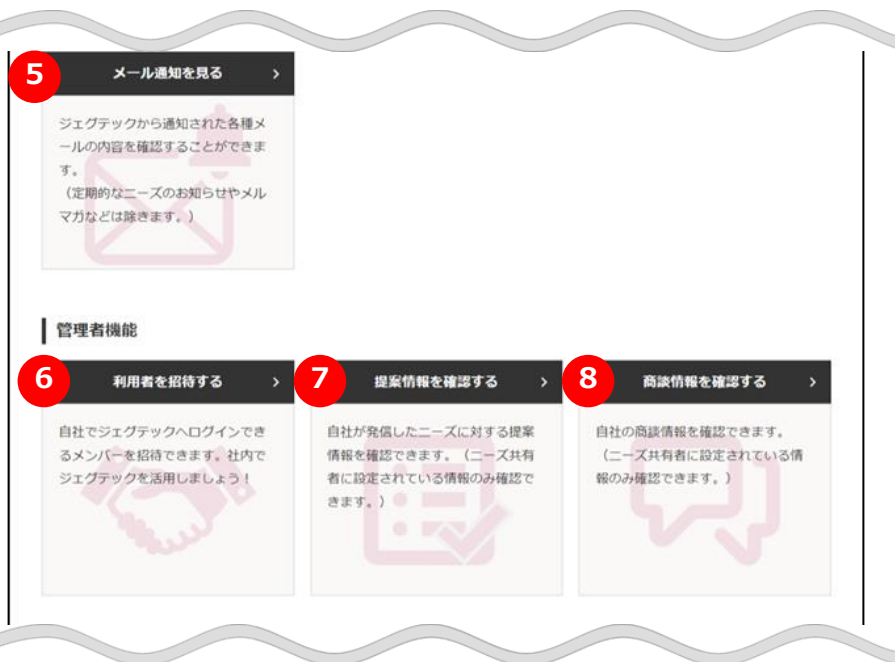 5
メール通知を見る >
ジェグテックから通知された各種メ
ールの内容を確認することができま
す。
（定期的なニーズのお知らせやメル
マガなどは除きます。）
管理者機能
6
利用者を招待する >
自社でジェグテックへログインでき
るメンバーを招待できます。社内で
ジェグテックを活用しましょう！
7
提案情報を確認する >
自社が発信したニーズに対する提案
情報を確認できます。（ニーズ共有
者に設定されている情報のみ確認で
きます。）
8
商談情報を確認する >
自社の商談情報を確認できます。
（ニーズ共有者に設定されている情
報のみ確認できます。）